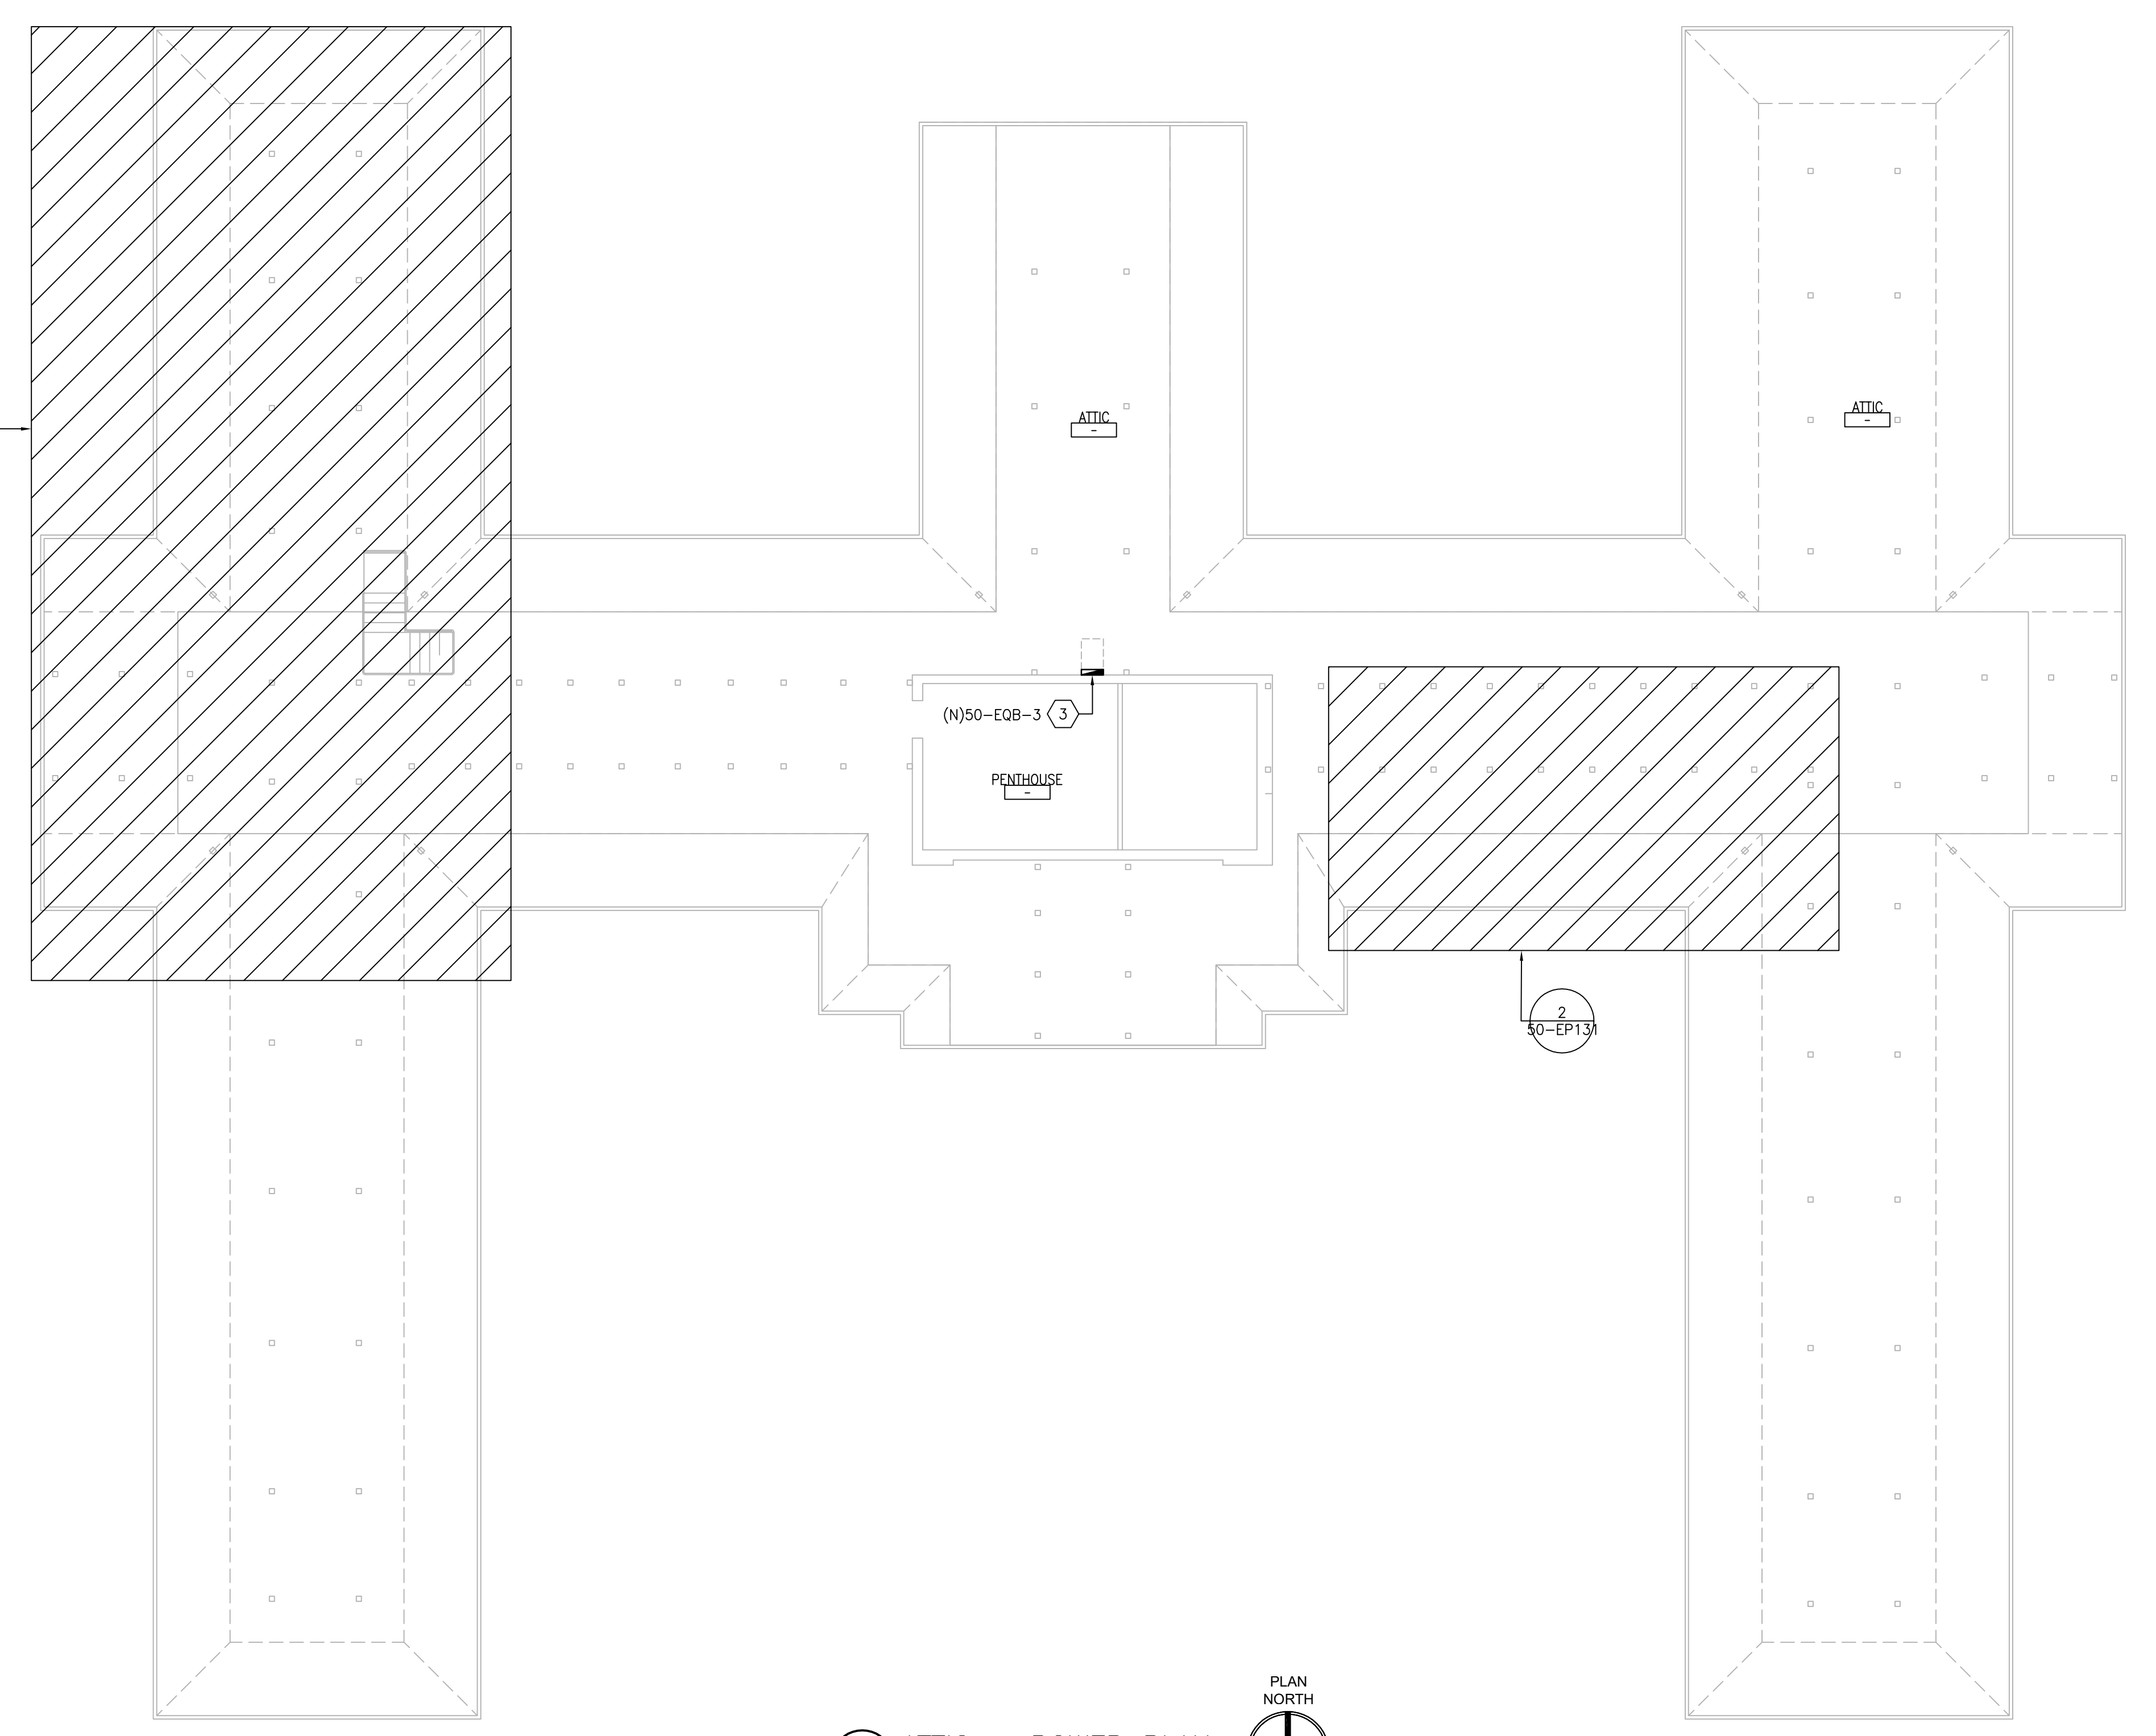 ATTIC
-
ATTIC
-
(N)50-EQB-3 3
PENTHOUSE
-
2
50-EP131
PLAN
NORTH